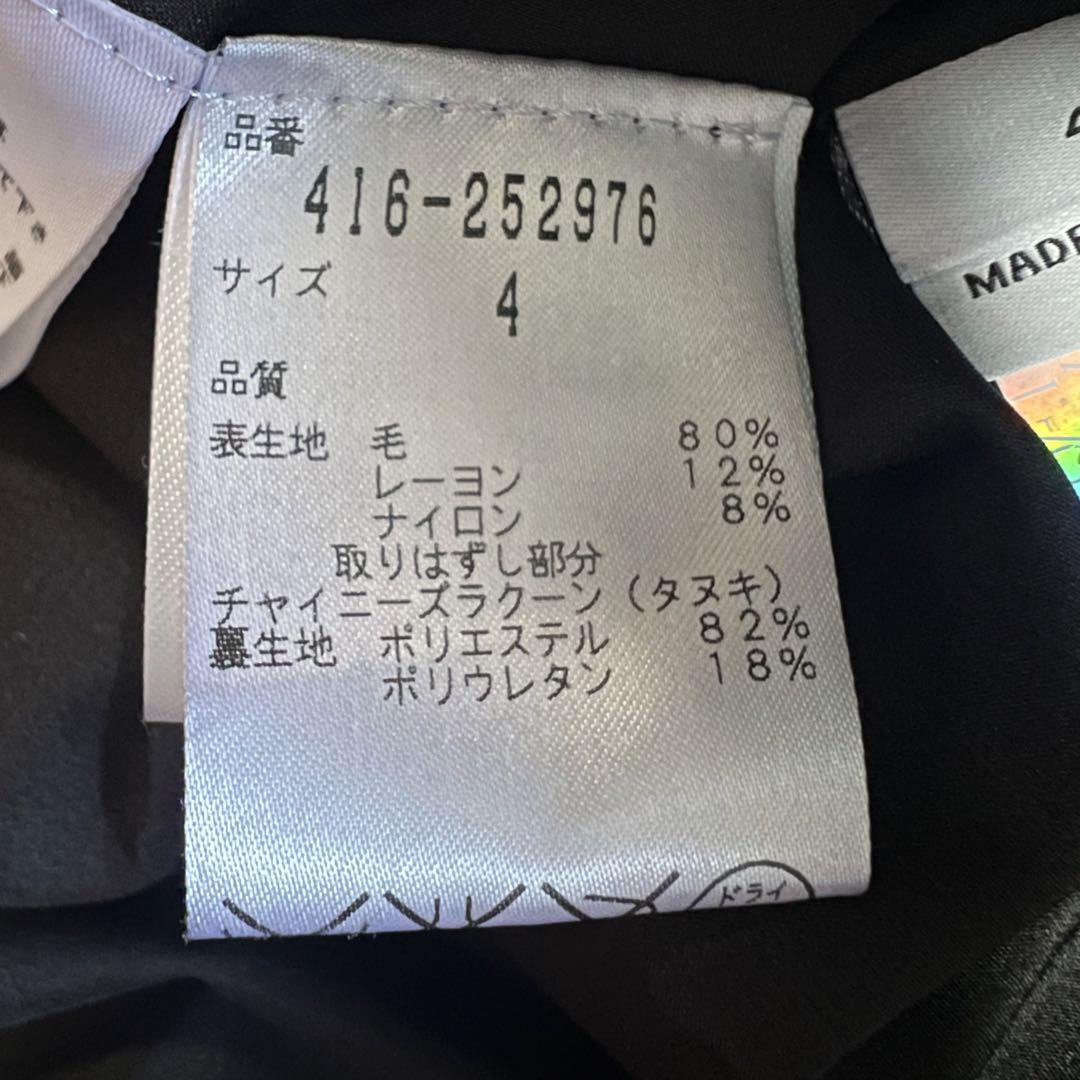 品番
416-252976
サイズ 4
品質
表生地 毛 80%
レーヨン 12%
ナイロン 8%
取りはずし部分
チャイニーズラクーン(タヌキ)
裏生地 ポリエステル 82%
ポリウレタン 18%
ドライ
MADE